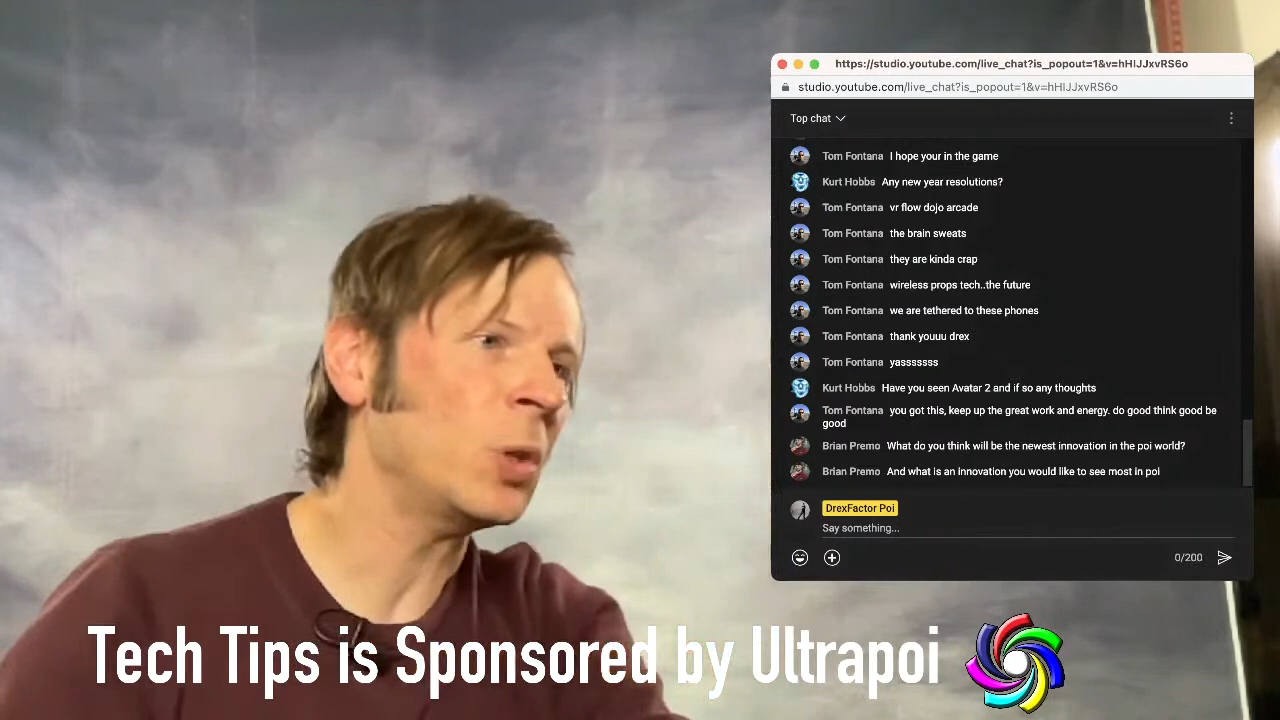 https://studio.youtube.com/live_chat?is_popout=1&v=hHIJJxvRS6o
studio.youtube.com/live_chat?is_popout=1&v=hHIJJxvRS6o
Top chat
Tom Fontana I hope your in the game
Kurt Hobbs Any new year resolutions?
Tom Fontana vr flow dojo arcade
Tom Fontana the brain sweats
Tom Fontana they are kinda crap
Tom Fontana wireless props tech..the future
Tom Fontana we are tethered to these phones
Tom Fontana thank youuu drex
Tom Fontana yasssssss
Kurt Hobbs Have you seen Avatar 2 and if so any thoughts
Tom Fontana you got this, keep up the great work and energy. do good think good be
good
Brian Premo What do you think will be the newest innovation in the poi world?
Brian Premo And what is an innovation you would like to see most in poi
DrexFactor Poi
Say something...
0/200
Tech Tips is Sponsored by Ultrapoi